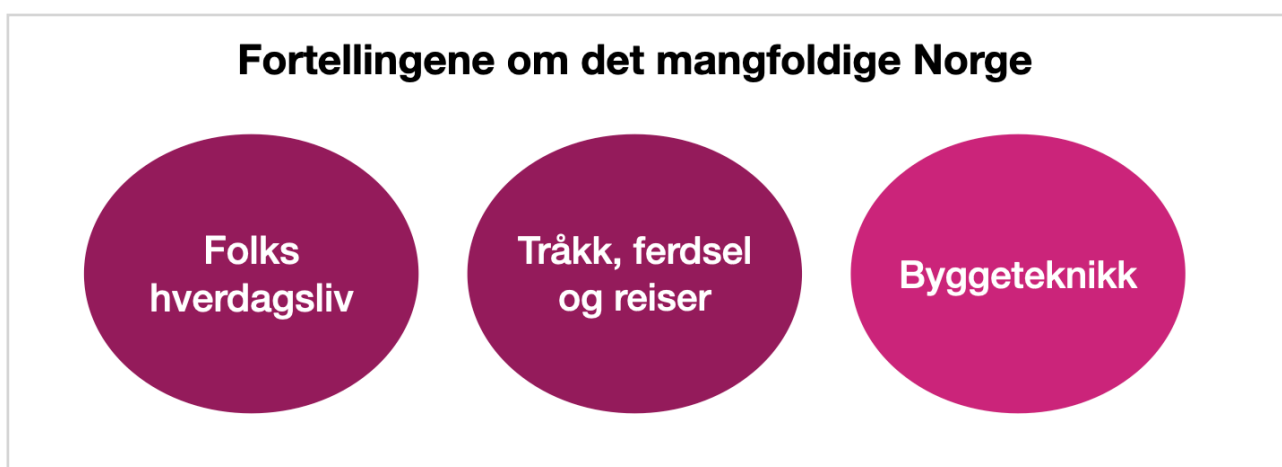 Fortellingene om det mangfoldige Norge
Folks
hverdagsliv
Tråkk, ferdsel
og reiser
Byggeteknikk